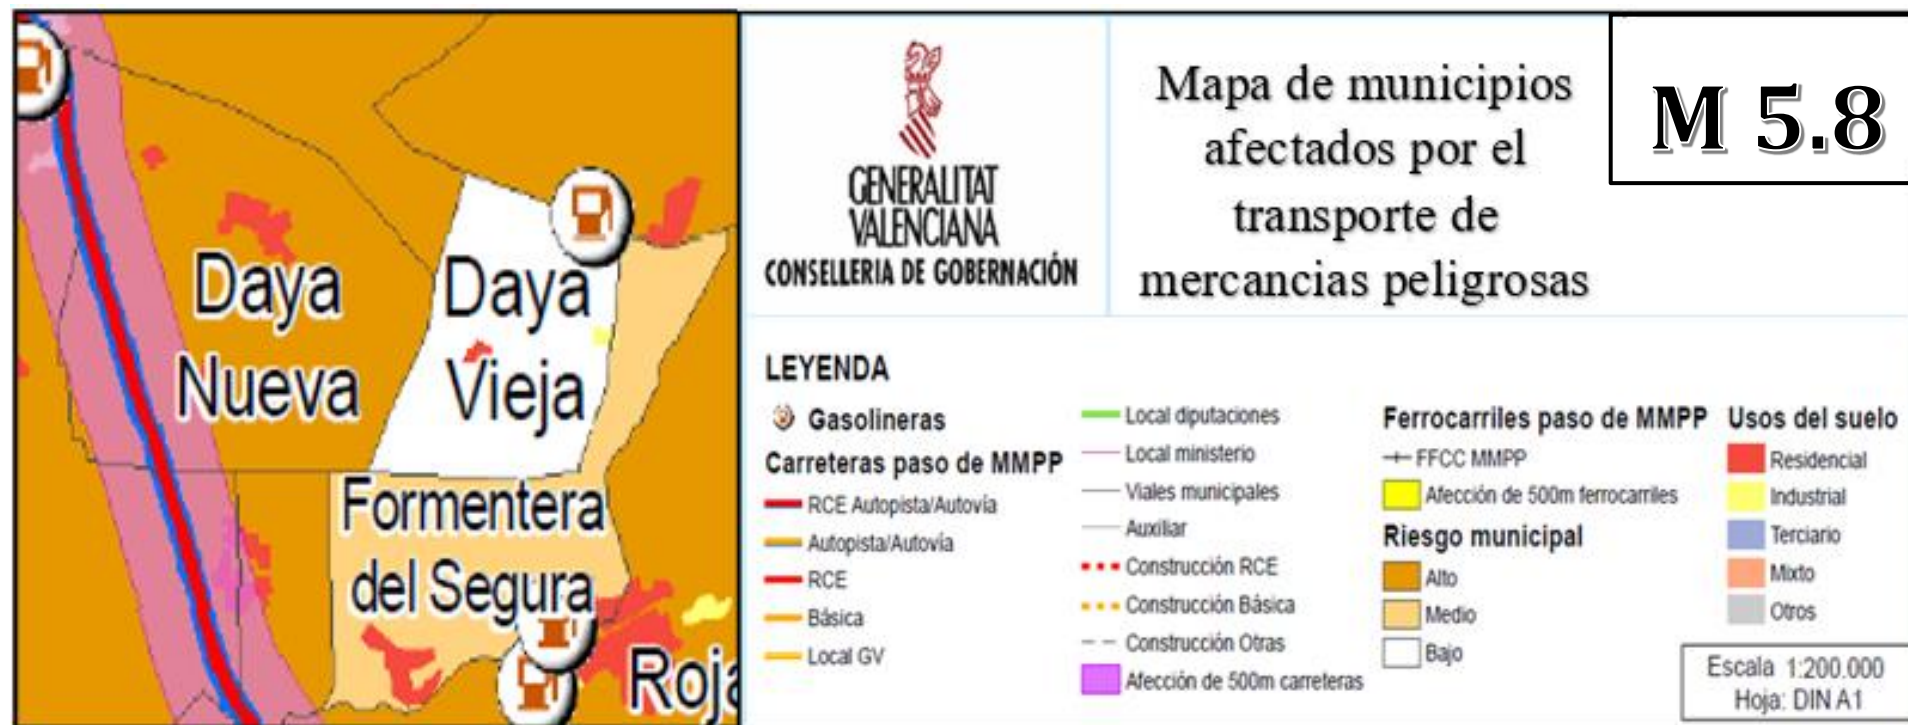 Daya
Nueva
Daya
Vieja
Formentera
del Segura
Roja
GENERALITAT
VALENCIANA
CONSELLERIA DE GOBERNACIÓN
Mapa de municipios
afectados por el
transporte de
mercancias peligrosas
M 5.8
LEYENDA
Gasolineras
Carreteras paso de MMPP
RCE Autopista/Autovía
Autopista/Autovía
RCE
Básica
Local GV
Local diputaciones
Local ministerio
Viales municipales
Auxiliar
Construcción RCE
Construcción Básica
Construcción Otras
Afección de 500m carreteras
Ferrocarriles paso de MMPP
FFCC MMPP
Afección de 500m ferrocarriles
Riesgo municipal
Alto
Medio
Bajo
Usos del suelo
Residencial
Industrial
Terciario
Mixto
Otros
Escala 1:200.000
Hoja: DIN A1